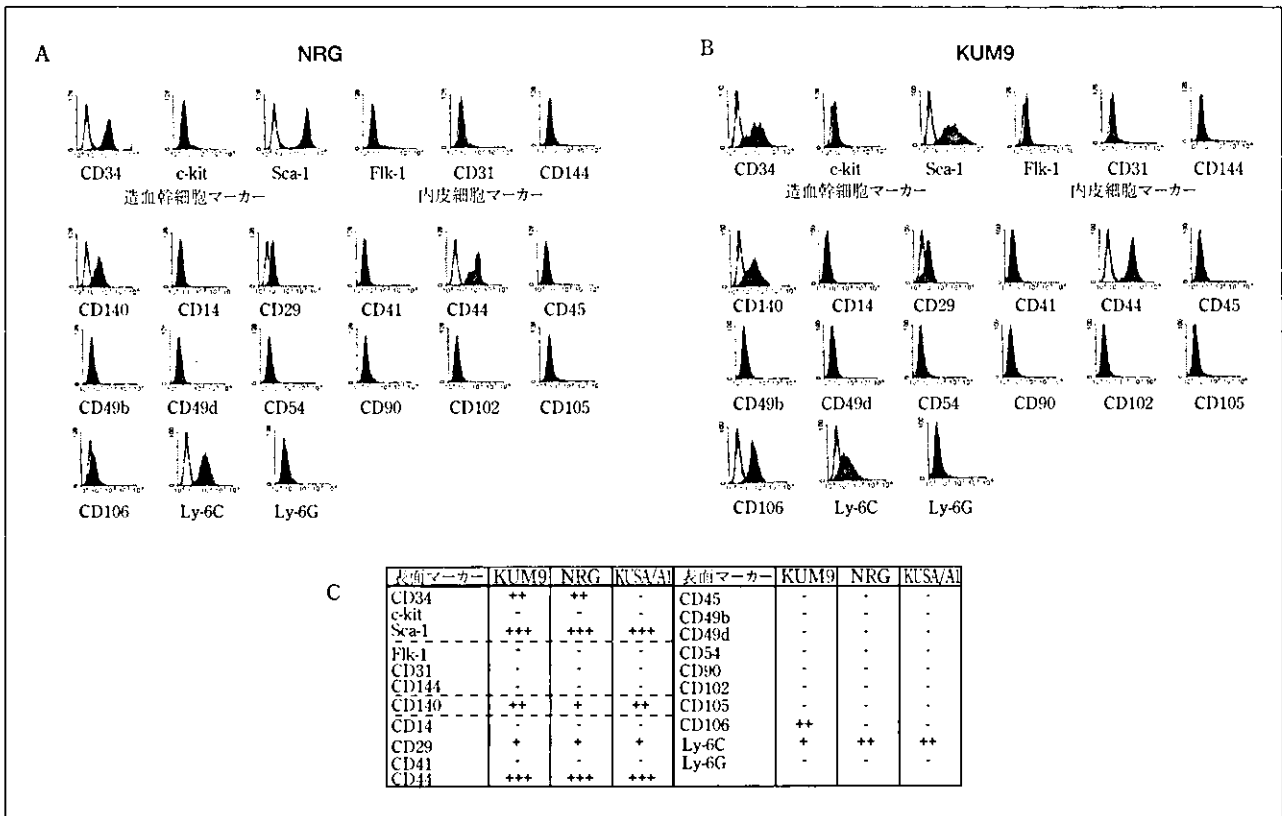 A
NRG
CD34 c-kit Sca-1 Flk-1 CD31 CD144
造血幹細胞マーカー 内皮細胞マーカー
CD140 CD14 CD29 CD41 CD44 CD45
CD49b CD49d CD54 CD90 CD102 CD105
CD106 Ly-6C Ly-6G
B
KUM9
CD34 c-kit Sca-1 Flk-1 CD31 CD144
造血幹細胞マーカー 内皮細胞マーカー
CD140 CD14 CD29 CD41 CD44 CD45
CD49b CD49d CD54 CD90 CD102 CD105
CD106 Ly-6C Ly-6G
C
表面マーカー KUM9 NRG KUSA/A1 表面マーカー KUM9 NRG KUSA/A1
CD34 ++ ++ - CD45 - - -
c-kit - - - CD49b - - -
Sca-1 +++ +++ +++ CD49d - - -
Flk-1 - - - CD54 - - -
CD31 - - - CD90 - - -
CD144 - - - CD102 - - -
CD140 ++ + ++ CD105 - - -
CD14 - - - CD106 ++ - -
CD29 + + + Ly-6C + ++ ++
CD41 - - - Ly-6G - - -
CD44 +++ +++ +++